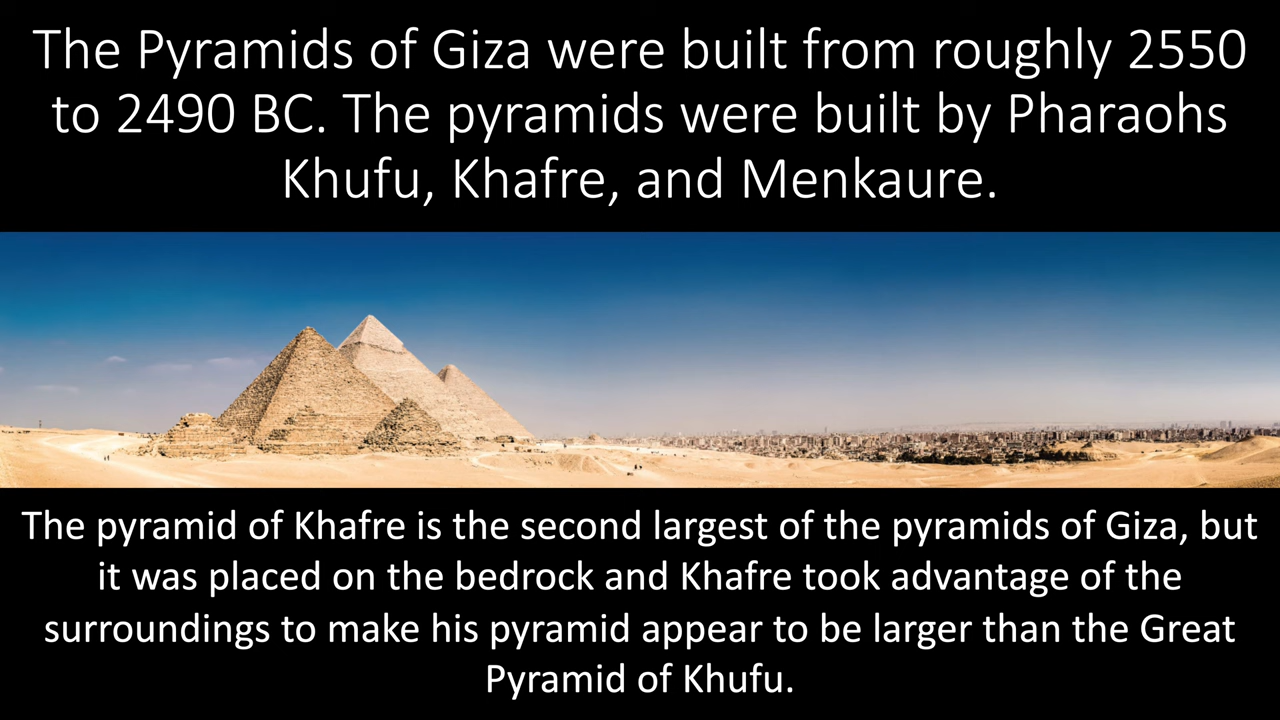 The Pyramids of Giza were built from roughly 2550
to 2490 BC. The pyramids were built by Pharaohs
Khufu, Khafre, and Menkaure.
The pyramid of Khafre is the second largest of the pyramids of Giza, but
it was placed on the bedrock and Khafre took advantage of the
surroundings to make his pyramid appear to be larger than the Great
Pyramid of Khufu.